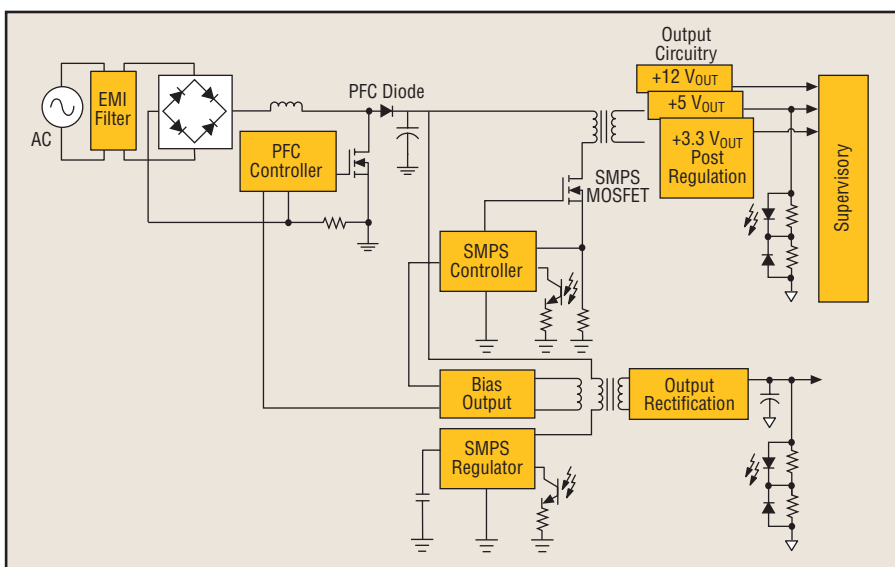 Output
Circuitry
+12 VOUT
+5 VOUT
+3.3 VOUT
Post
Regulation
Supervisory
PFC Diode
EMI
Filter
AC
PFC
Controller
SMPS
MOSFET
SMPS
Controller
Bias
Output
Output
Rectification
SMPS
Regulator